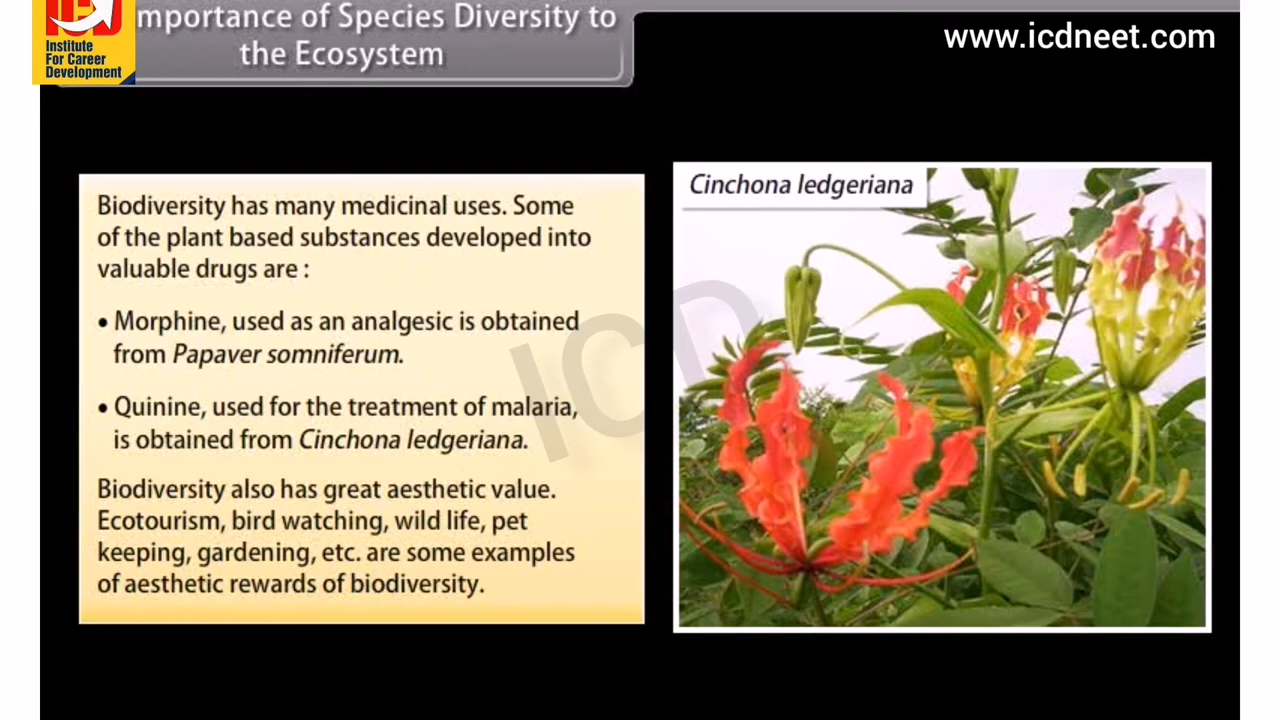 mportance of Species Diversity to
the Ecosystem
Institute
For Career
Development
www.icdneet.com
Biodiversity has many medicinal uses. Some
of the plant based substances developed into
valuable drugs are :
• Morphine, used as an analgesic is obtained
from Papaver somniferum.
• Quinine, used for the treatment of malaria,
is obtained from Cinchona ledgeriana.
Biodiversity also has great aesthetic value.
Ecotourism, bird watching, wild life, pet
keeping, gardening, etc. are some examples
of aesthetic rewards of biodiversity.
Cinchona ledgeriana
ICD